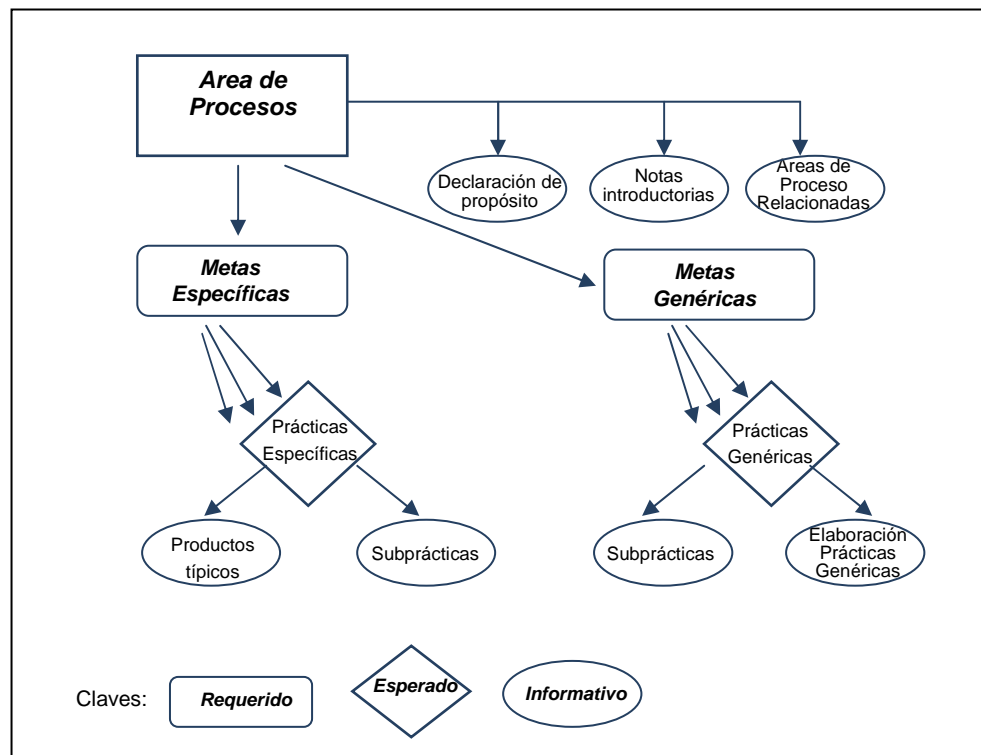 Area de
Procesos
Declaración de
propósito
Notas
introductorias
Areas de
Proceso
Relacionadas
Metas
Específicas
Metas
Genéricas
Prácticas
Específicas
Prácticas
Genéricas
Productos
típicos
Subprácticas
Subprácticas
Elaboración
Prácticas
Genéricas
Claves:
Requerido
Esperado
Informativo